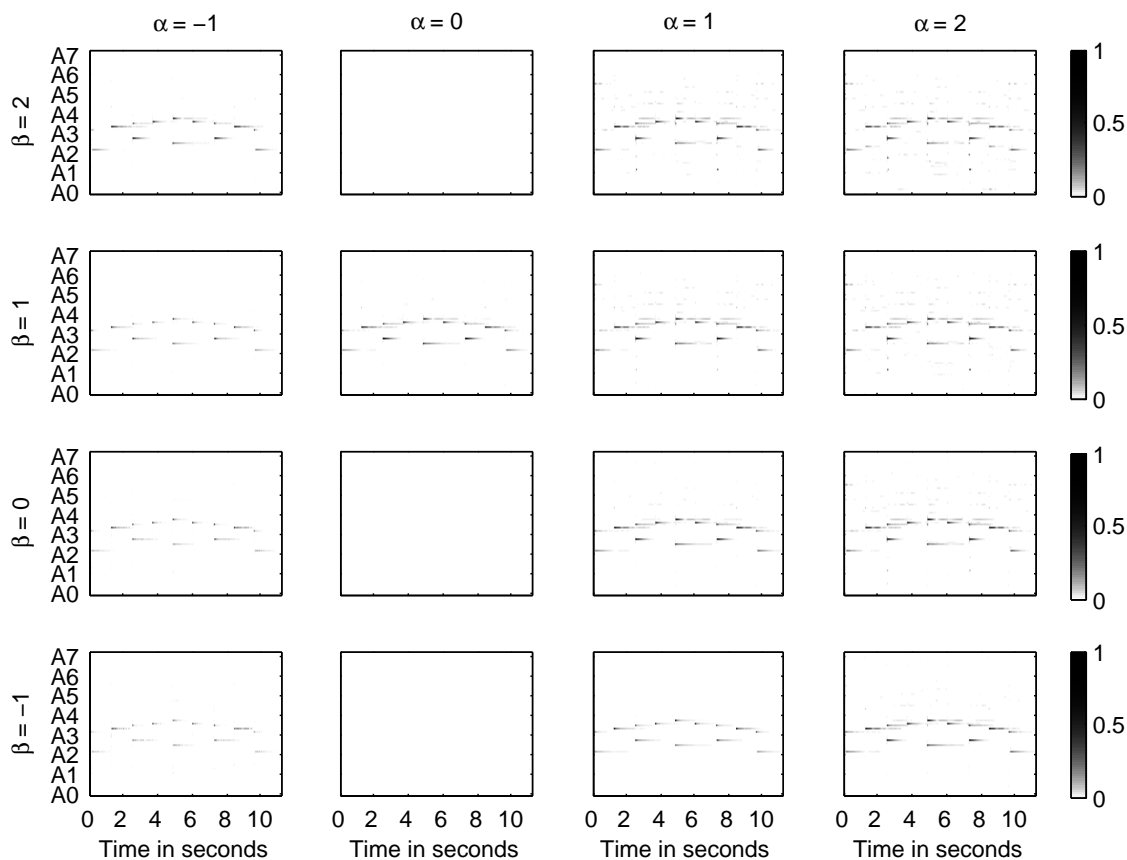 α = −1
α = 0
α = 1
α = 2
β = 2
A7
A6
A5
A4
A3
A2
A1
A0
1
0.5
0
β = 1
A7
A6
A5
A4
A3
A2
A1
A0
1
0.5
0
β = 0
A7
A6
A5
A4
A3
A2
A1
A0
1
0.5
0
β = −1
A7
A6
A5
A4
A3
A2
A1
A0
1
0.5
0
0 2 4 6 8 10
0 2 4 6 8 10
0 2 4 6 8 10
0 2 4 6 8 10
Time in seconds
Time in seconds
Time in seconds
Time in seconds